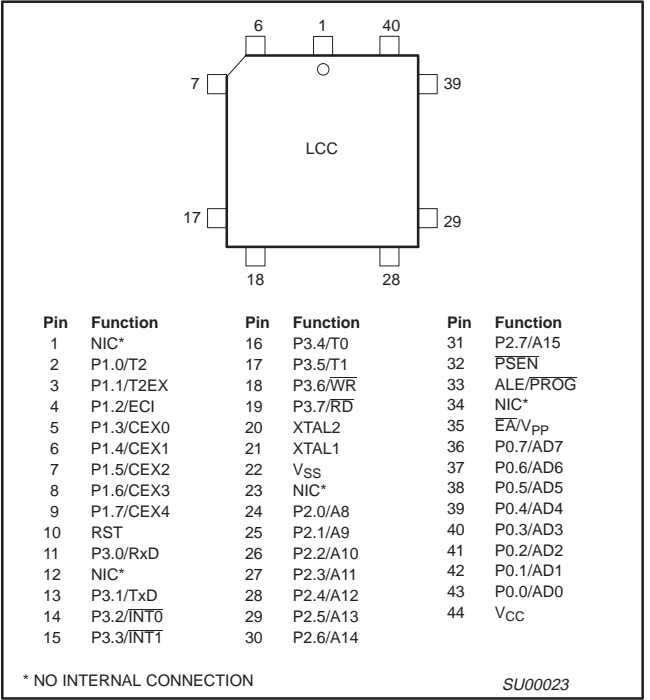 6 1 40
7 39
LCC
17 29
18 28
Pin Function Pin Function Pin Function
1 NIC* 16 P3.4/T0 31 P2.7/A15
2 P1.0/T2 17 P3.5/T1 32 PSEN
3 P1.1/T2EX 18 P3.6/WR 33 ALE/PROG
4 P1.2/ECI 19 P3.7/RD 34 NIC*
5 P1.3/CEX0 20 XTAL2 35 EA/VPP
6 P1.4/CEX1 21 XTAL1 36 P0.7/AD7
7 P1.5/CEX2 22 VSS 37 P0.6/AD6
8 P1.6/CEX3 23 NIC* 38 P0.5/AD5
9 P1.7/CEX4 24 P2.0/A8 39 P0.4/AD4
10 RST 25 P2.1/A9 40 P0.3/AD3
11 P3.0/RxD 26 P2.2/A10 41 P0.2/AD2
12 NIC* 27 P2.3/A11 42 P0.1/AD1
13 P3.1/TxD 28 P2.4/A12 43 P0.0/AD0
14 P3.2/INT0 29 P2.5/A13 44 VCC
15 P3.3/INT1 30 P2.6/A14
* NO INTERNAL CONNECTION SU00023